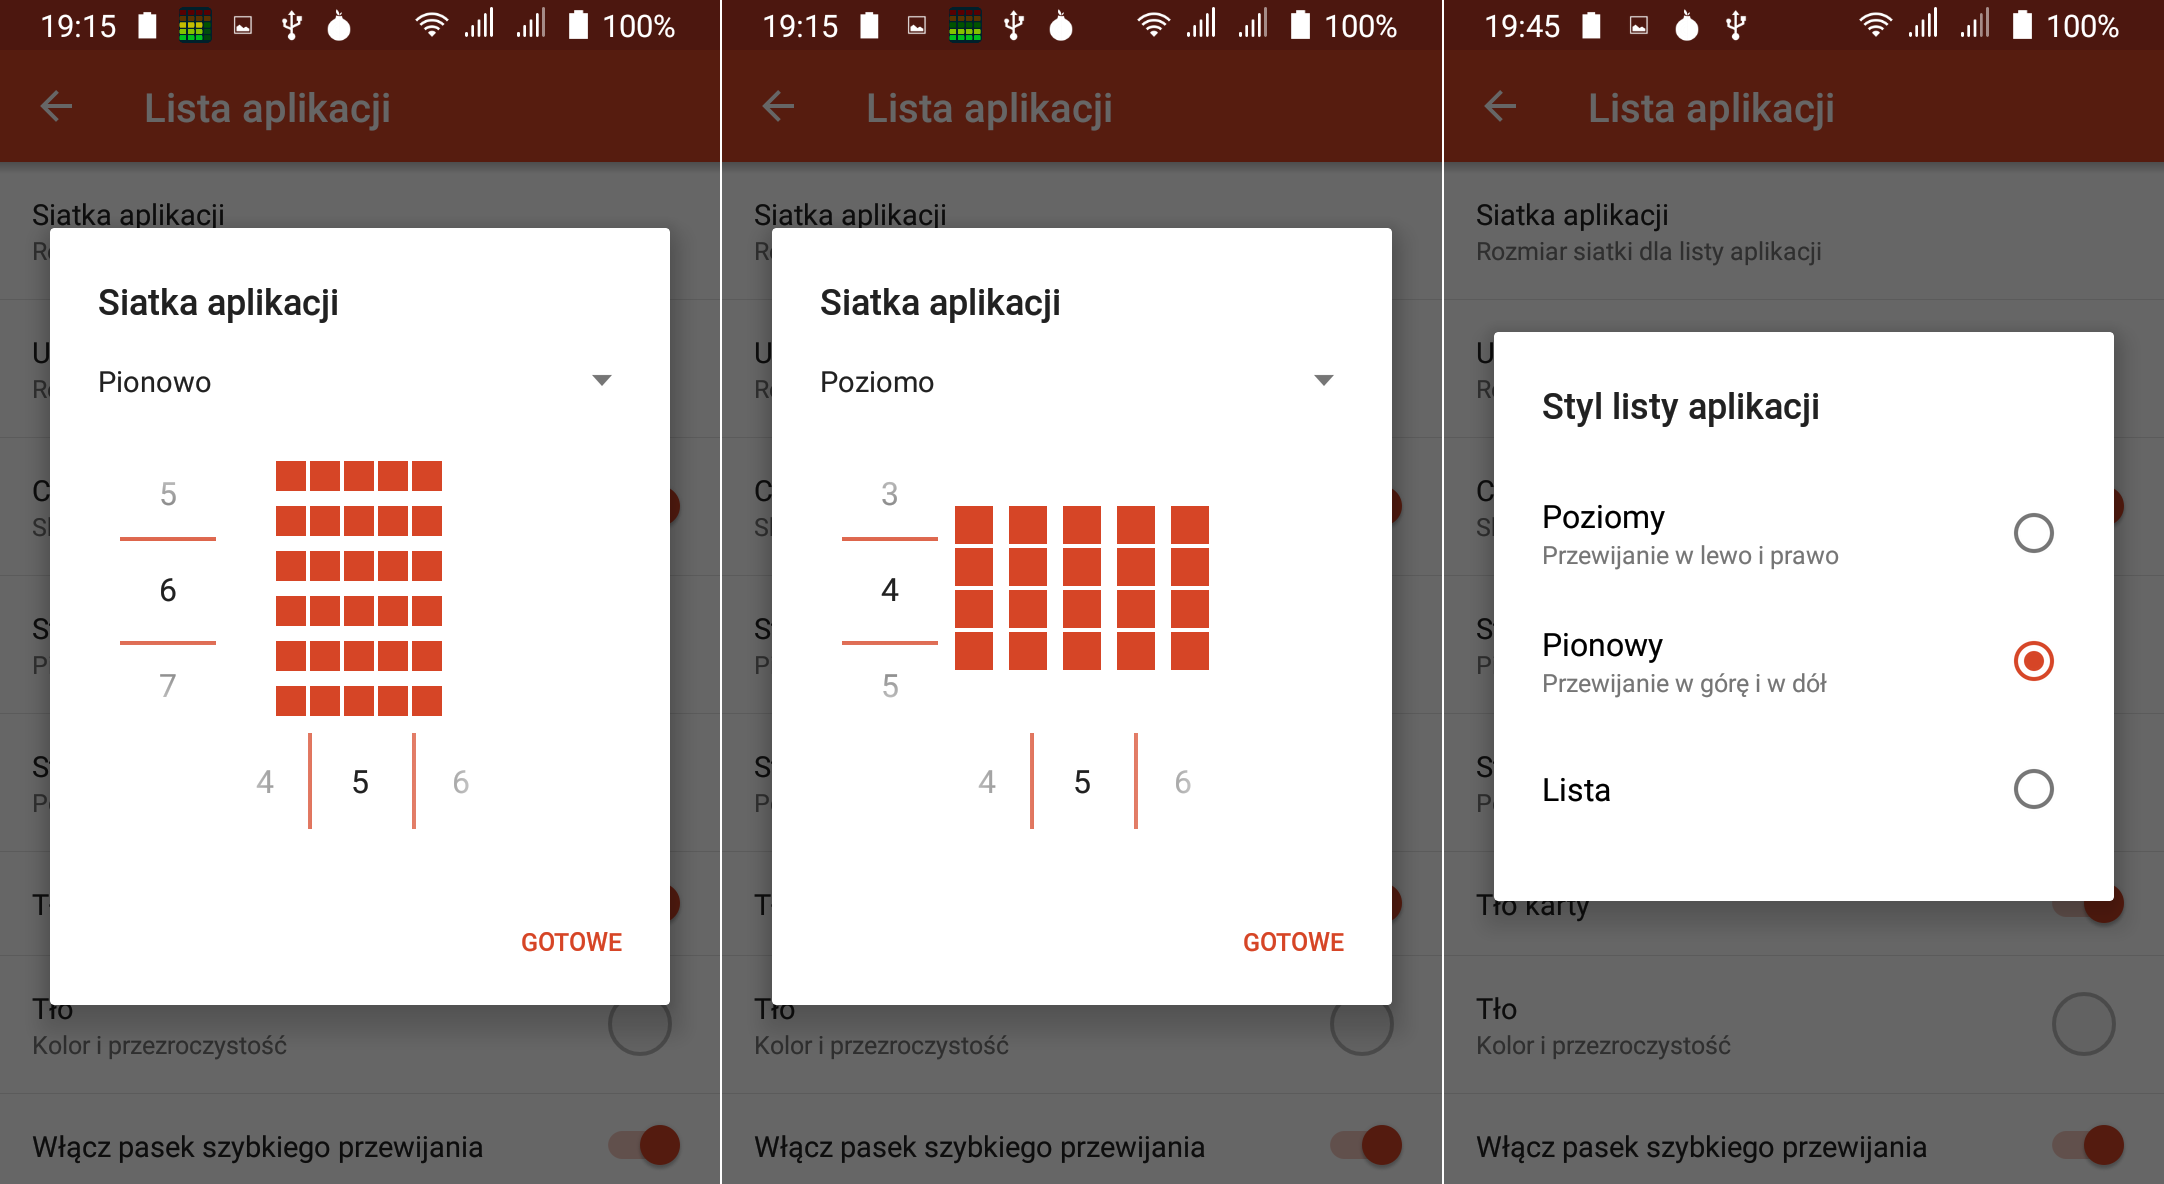 19:15 100%
Lista aplikacji
Siatka aplikacji
R
Siatka aplikacji
Pionowo
5
6
7
4 5 6
GOTOWE
U
R
C
Sl
S
P
S
P
T
Tło
Kolor i przezroczystość
Włącz pasek szybkiego przewijania
19:15 100%
Lista aplikacji
Siatka aplikacji
R
Siatka aplikacji
Poziomo
3
4
5
4 5 6
GOTOWE
U
R
C
Sl
S
P
S
P
T
Tło
Kolor i przezroczystość
Włącz pasek szybkiego przewijania
19:45 100%
Lista aplikacji
Siatka aplikacji
Rozmiar siatki dla listy aplikacji
Styl listy aplikacji
Poziomy
Przewijanie w lewo i prawo
Pionowy
Przewijanie w górę i w dół
Lista
U
R
C
Sl
S
P
S
P
Tło karty
Tło
Kolor i przezroczystość
Włącz pasek szybkiego przewijania